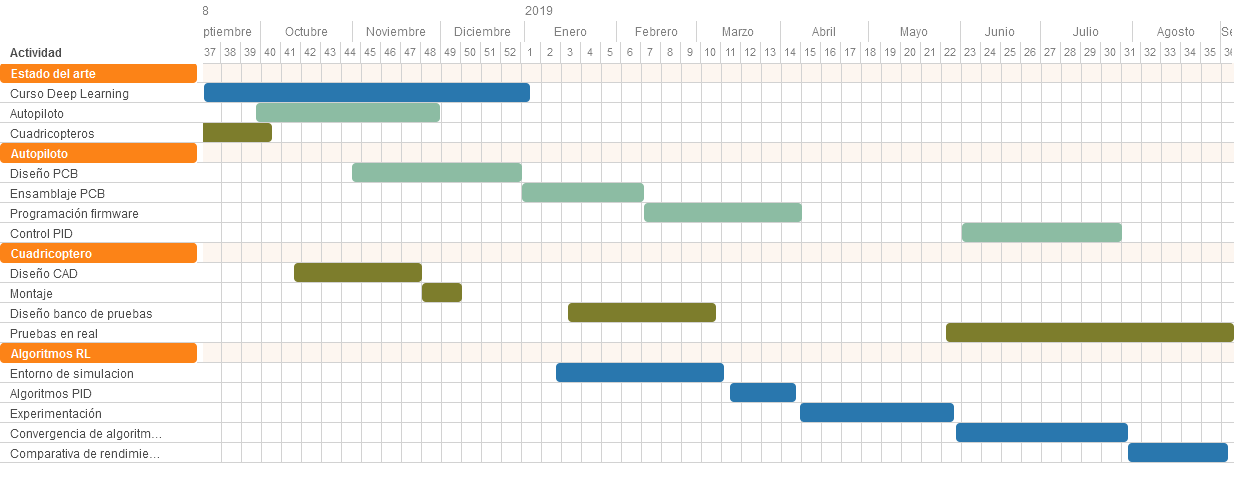 8 2019
ptiembre Octubre Noviembre Diciembre Enero Febrero Marzo Abril Mayo Junio Julio Agosto Se
Actividad 37 38 39 40 41 42 43 44 45 46 47 48 49 50 51 52 1 2 3 4 5 6 7 8 9 10 11 12 13 14 15 16 17 18 19 20 21 22 23 24 25 26 27 28 29 30 31 32 33 34 35 36
Estado del arte
Curso Deep Learning
Autopiloto
Cuadricopteros
Autopiloto
Diseño PCB
Ensamblaje PCB
Programación firmware
Control PID
Cuadricoptero
Diseño CAD
Montaje
Diseño banco de pruebas
Pruebas en real
Algoritmos RL
Entorno de simulacion
Algoritmos PID
Experimentación
Convergencia de algoritm…
Comparativa de rendimie…